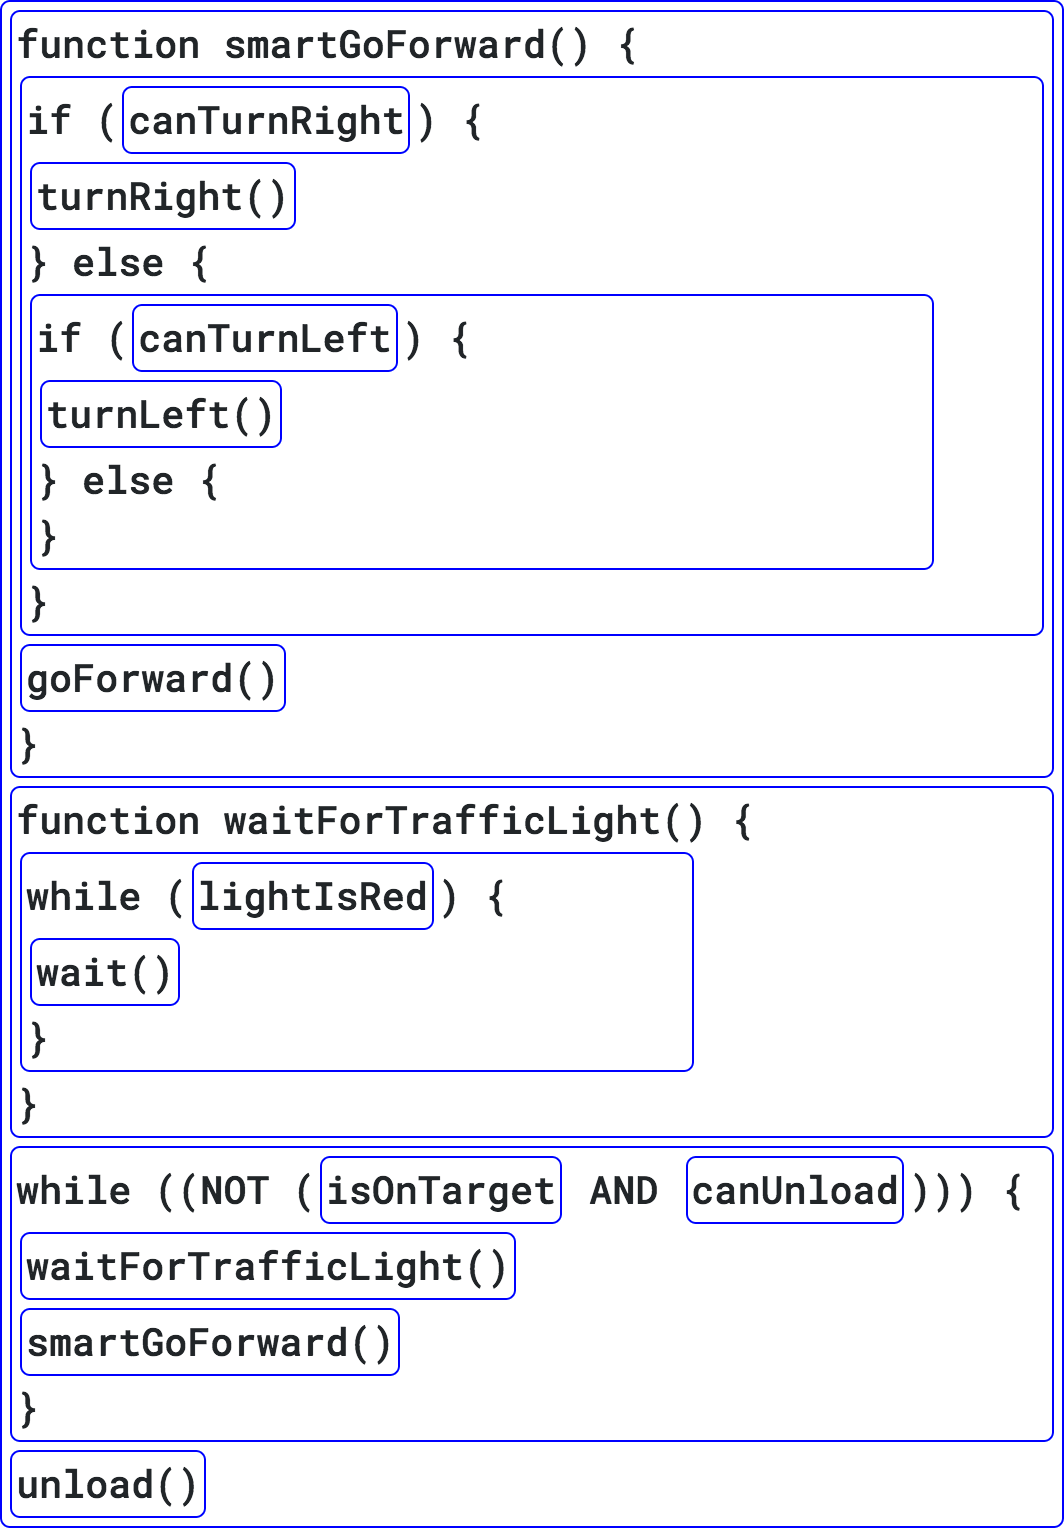 function smartGoForward() {
if (canTurnRight) {
turnRight()
} else {
if (canTurnLeft) {
turnLeft()
} else {
}
}
goForward()
}
function waitForTrafficLight() {
while (lightIsRed) {
wait()
}
}
while ((NOT (isOnTarget AND canUnload))) {
waitForTrafficLight()
smartGoForward()
}
unload()